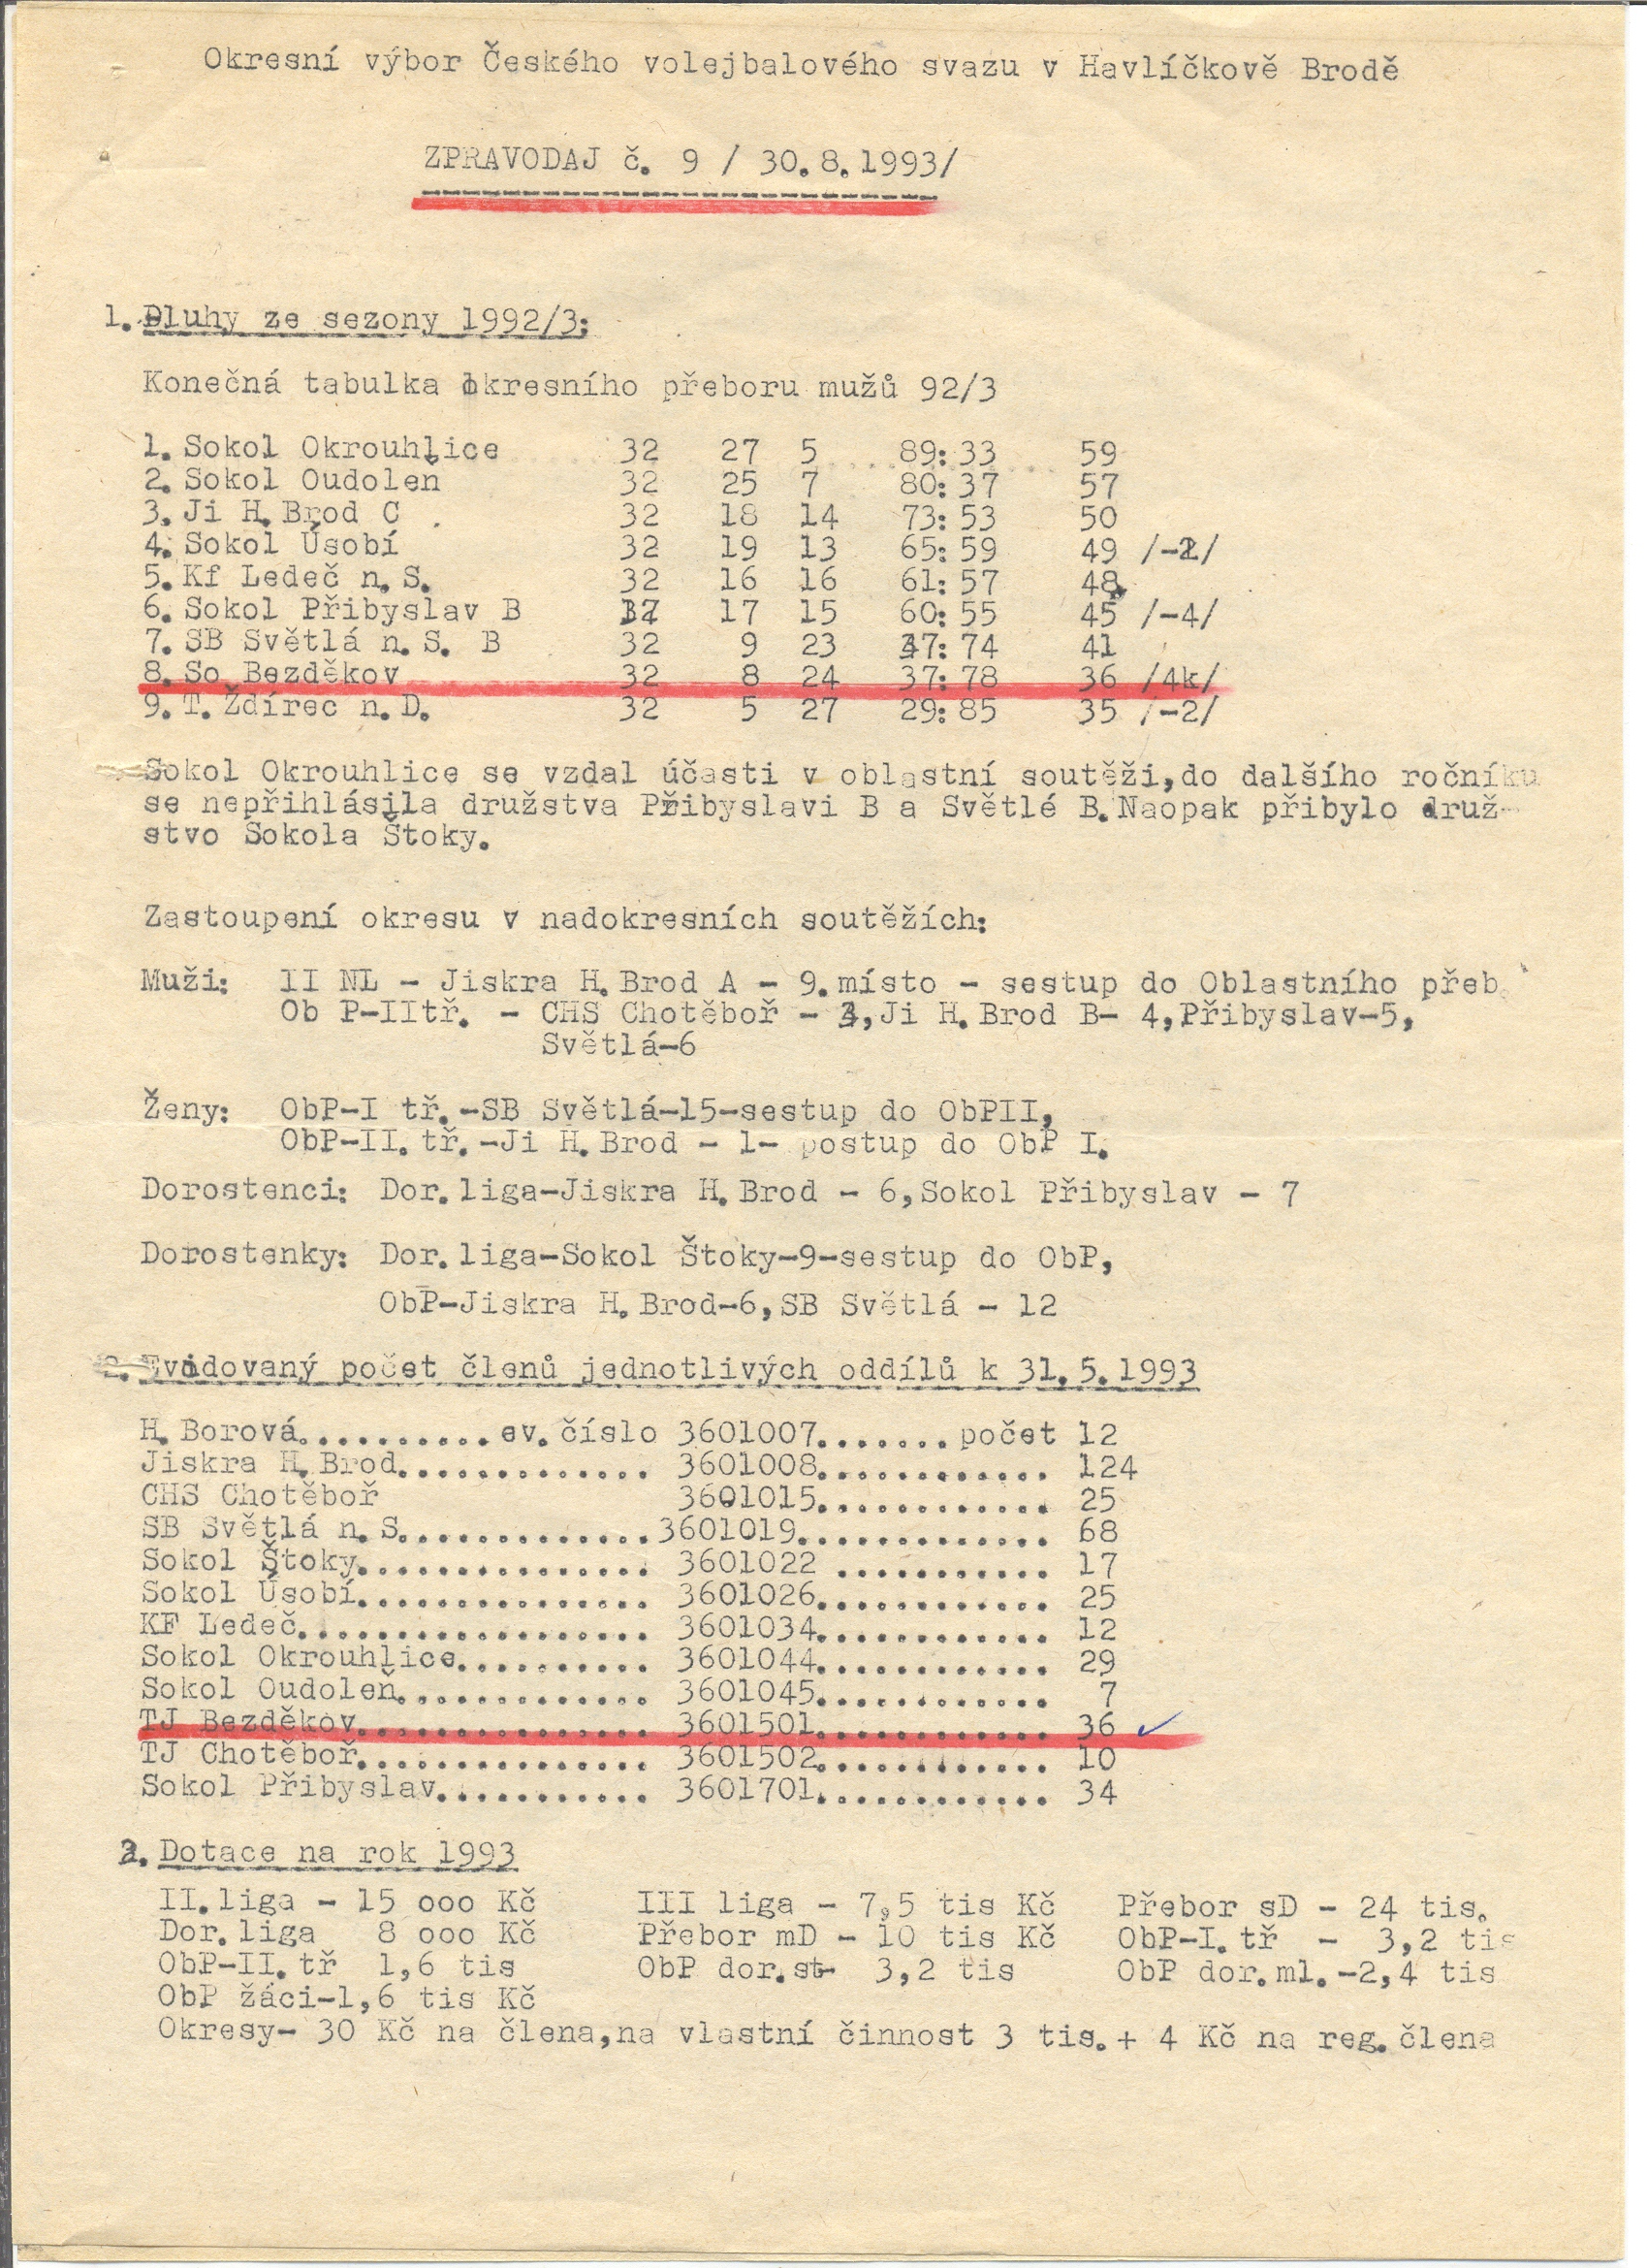 Okresní výbor Českého volejbalového svazu v Havlíčkově Brodě
ZPRAVODAJ č. 9 / 30.8.1993/
1. Dluhy ze sezony 1992/3:
Konečná tabulka okresního přeboru mužů 92/3
1. Sokol Okrouhlice 32 27 5 89:33 59
2. Sokol Oudoleň 32 25 7 80:37 57
3. Ji H.Brod C 32 18 14 73:53 50
4. Sokol Úsobí 32 19 13 65:59 49 /-2/
5. Kf Ledeč n.S. 32 16 16 61:57 48
6. Sokol Přibyslav B 32 17 15 60:55 45 /-4/
7. SB Světlá n.S. B 32 9 23 47:74 41
8. So Bezděkov 32 8 24 37:78 36 /4k/
9. T.Ždírec n.D. 32 5 27 29:85 35 /-2/
Sokol Okrouhlice se vzdal účasti v oblastní soutěži,do dalšího ročníku
se nepřihlásila družstva Přibyslavi B a Světlé B.Naopak přibylo druž-
stvo Sokola Štoky.
Zastoupení okresu v nadokresních soutěžích:
Muži: II NL - Jiskra H.Brod A - 9.místo - sestup do Oblastního přeb.
Ob P-IItř. - CHS Chotěboř - ,Ji H.Brod B- 4,Přibyslav-5,
Světlá-6
Ženy: ObP-I tř.-SB Světlá-15-sestup do ObPII,
ObP-II.tř.-Ji H.Brod - 1- postup do ObP I.
Dorostenci: Dor.liga-Jiskra H.Brod - 6,Sokol Přibyslav - 7
Dorostenky: Dor.liga-Sokol Štoky-9-sestup do ObP,
ObP-Jiskra H.Brod-6,SB Světlá - 12
2. Evidovaný počet členů jednotlivých oddílů k 31.5.1993
H.Borová..........ev.číslo 3601007.......počet 12
Jiskra H.Brod............. 3601008............ 124
CHS Chotěboř 3601015............ 25
SB Světlá n.S.............3601019............. 68
Sokol Štoky............... 3601022 ........... 17
Sokol Úsobí............... 3601026............ 25
KF Ledeč.................. 3601034............ 12
Sokol Okrouhlice.......... 3601044............ 29
Sokol Oudoleň............. 3601045............ 7
TJ Bezděkov............... 3601501............ 36 ✓
TJ Chotěboř............... 3601502............ 10
Sokol Přibyslav........... 3601701............ 34
3. Dotace na rok 1993
II.liga - 15 000 Kč III liga - 7,5 tis Kč Přebor sD - 24 tis.
Dor.liga 8 000 Kč Přebor mD - 10 tis Kč ObP-I.tř - 3,2 tis
ObP-II.tř 1,6 tis ObP dor.st- 3,2 tis ObP dor.ml.-2,4 tis
ObP žáci-1,6 tis Kč
Okresy- 30 Kč na člena,na vlastní činnost 3 tis.+ 4 Kč na reg.člena